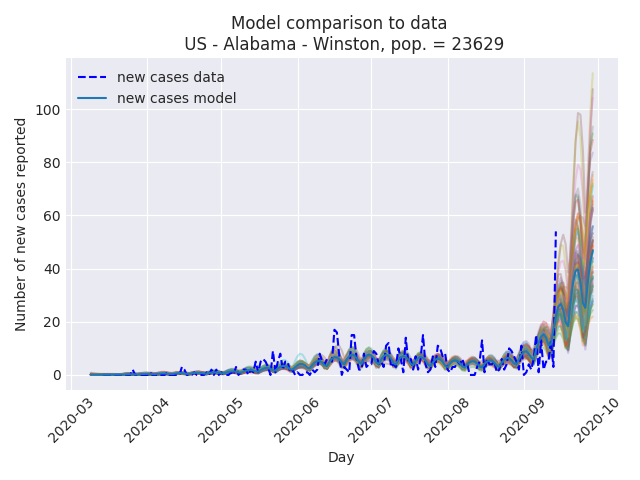 Model comparison to data
US - Alabama - Winston, pop. = 23629
new cases data
new cases model
Number of new cases reported
100
80
60
40
20
0
2020-03
2020-04
2020-05
2020-06
2020-07
2020-08
2020-09
2020-10
Day